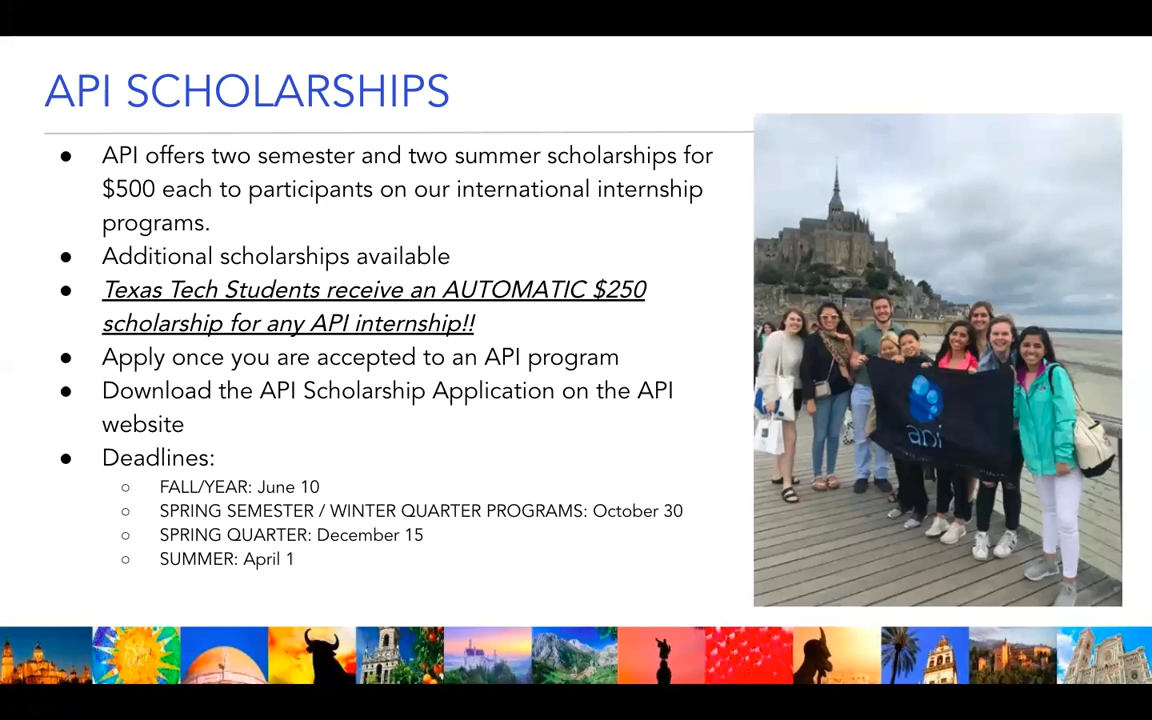 API SCHOLARSHIPS
● API offers two semester and two summer scholarships for
$500 each to participants on our international internship
programs.
● Additional scholarships available
● Texas Tech Students receive an AUTOMATIC $250
scholarship for any API internship!!
● Apply once you are accepted to an API program
● Download the API Scholarship Application on the API
website
● Deadlines:
○ FALL/YEAR: June 10
○ SPRING SEMESTER / WINTER QUARTER PROGRAMS: October 30
○ SPRING QUARTER: December 15
○ SUMMER: April 1
api